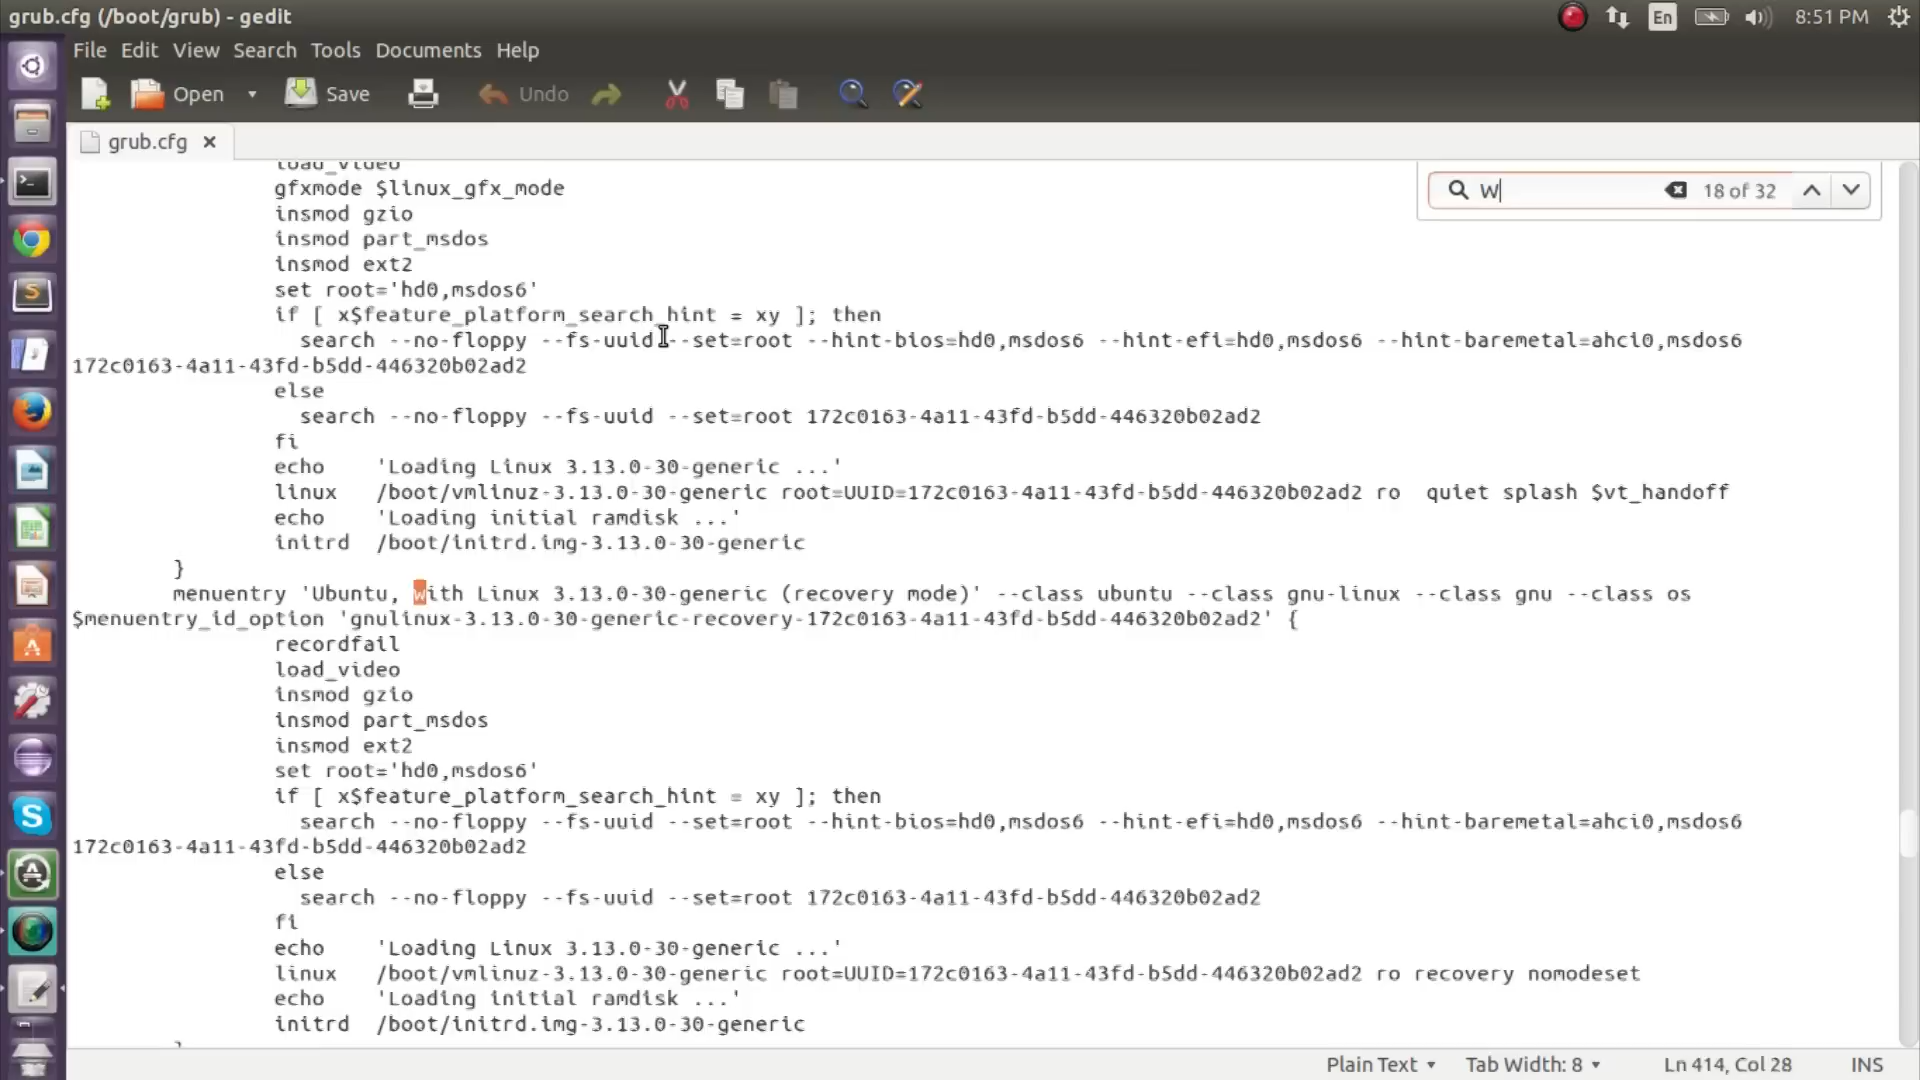 grub.cfg (/boot/grub) - gedit
En
8:51 PM
File Edit View Search Tools Documents Help
Open Save Undo
grub.cfg
W 18 of 32
load_video
gfxmode $linux_gfx_mode
insmod gzio
insmod part_msdos
insmod ext2
set root='hd0,msdos6'
if [ x$feature_platform_search_hint = xy ]; then
search --no-floppy --fs-uuid --set=root --hint-bios=hd0,msdos6 --hint-efi=hd0,msdos6 --hint-baremetal=ahci0,msdos6
172c0163-4a11-43fd-b5dd-446320b02ad2
else
search --no-floppy --fs-uuid --set=root 172c0163-4a11-43fd-b5dd-446320b02ad2
fi
echo 'Loading Linux 3.13.0-30-generic ...'
linux /boot/vmlinuz-3.13.0-30-generic root=UUID=172c0163-4a11-43fd-b5dd-446320b02ad2 ro quiet splash $vt_handoff
echo 'Loading initial ramdisk ...'
initrd /boot/initrd.img-3.13.0-30-generic
}
menuentry 'Ubuntu, with Linux 3.13.0-30-generic (recovery mode)' --class ubuntu --class gnu-linux --class gnu --class os
$menuentry_id_option 'gnulinux-3.13.0-30-generic-recovery-172c0163-4a11-43fd-b5dd-446320b02ad2' {
recordfail
load_video
insmod gzio
insmod part_msdos
insmod ext2
set root='hd0,msdos6'
if [ x$feature_platform_search_hint = xy ]; then
search --no-floppy --fs-uuid --set=root --hint-bios=hd0,msdos6 --hint-efi=hd0,msdos6 --hint-baremetal=ahci0,msdos6
172c0163-4a11-43fd-b5dd-446320b02ad2
else
search --no-floppy --fs-uuid --set=root 172c0163-4a11-43fd-b5dd-446320b02ad2
fi
echo 'Loading Linux 3.13.0-30-generic ...'
linux /boot/vmlinuz-3.13.0-30-generic root=UUID=172c0163-4a11-43fd-b5dd-446320b02ad2 ro recovery nomodeset
echo 'Loading initial ramdisk ...'
initrd /boot/initrd.img-3.13.0-30-generic
Plain Text Tab Width: 8 Ln 414, Col 28 INS